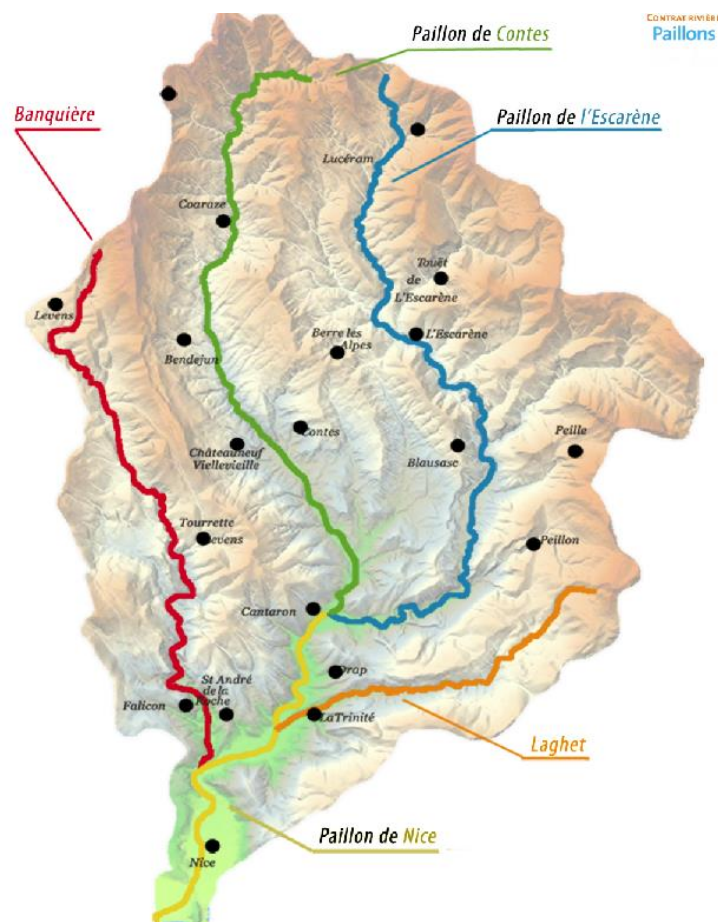 CONTRAT RIVIÈRE
Paillons
Paillon de Contes
Banquière
Paillon de l'Escarène
Lucéram
Coaraze
Touët
de
L'Escarène
Levens
L'Escarène
Berre les
Alpes
Bendejun
Contes
Châteauneuf
Vielleville
Blausasc
Peille
Tourrette
Levens
Peillon
Cantaron
Drap
St André
de la
Roche
Falicon
La Trinité
Laghet
Paillon de Nice
Nice